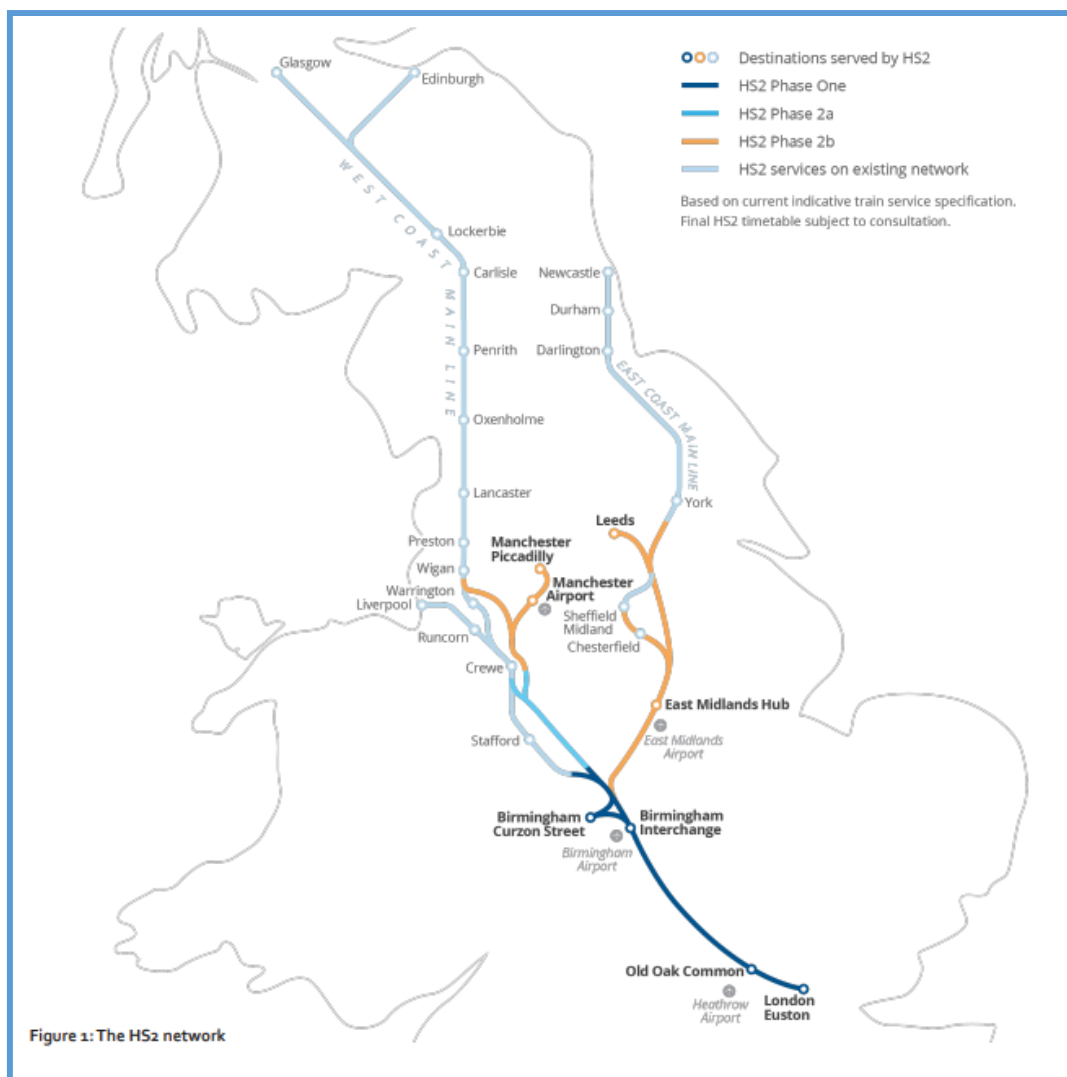 Glasgow
Edinburgh
Destinations served by HS2
HS2 Phase One
HS2 Phase 2a
HS2 Phase 2b
HS2 services on existing network
Based on current indicative train service specification.
Final HS2 timetable subject to consultation.
WEST COAST MAIN LINE
Lockerbie
Carlisle
Newcastle
Durham
Penrith
Darlington
EAST COAST MAIN LINE
Oxenholme
Lancaster
York
Leeds
Preston
Manchester
Piccadilly
Wigan
Manchester
Airport
Warrington
Liverpool
Sheffield
Midland
Runcorn
Chesterfield
Crewe
East Midlands Hub
Stafford
East Midlands
Airport
Birmingham
Curzon Street
Birmingham
Interchange
Birmingham
Airport
Old Oak Common
London
Euston
Heathrow
Airport
Figure 1: The HS2 network